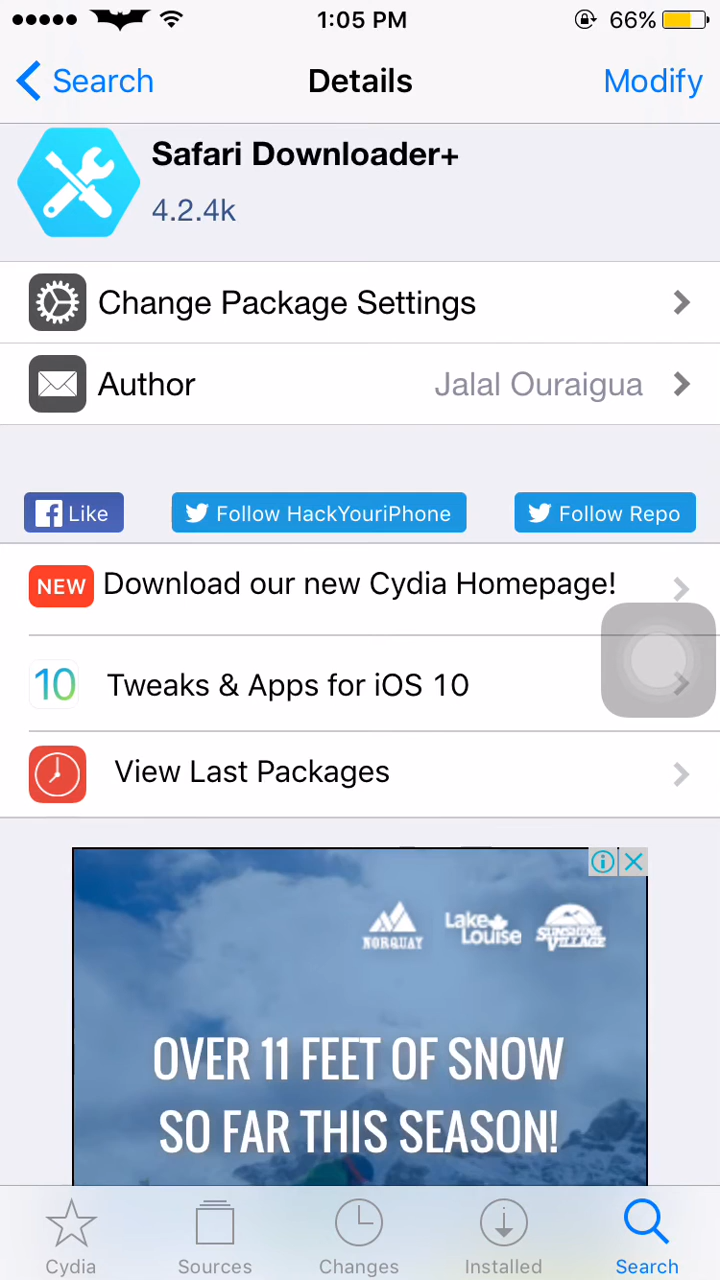 1:05 PM
66%
Search
Details
Modify
Safari Downloader+
4.2.4k
Change Package Settings
Author
Jalal Ouraigua
Like
Follow HackYouriPhone
Follow Repo
NEW
Download our new Cydia Homepage!
10
Tweaks & Apps for iOS 10
View Last Packages
NORQUAY
Lake Louise
SUNSHINE VILLAGE
OVER 11 FEET OF SNOW
SO FAR THIS SEASON!
Cydia
Sources
Changes
Installed
Search